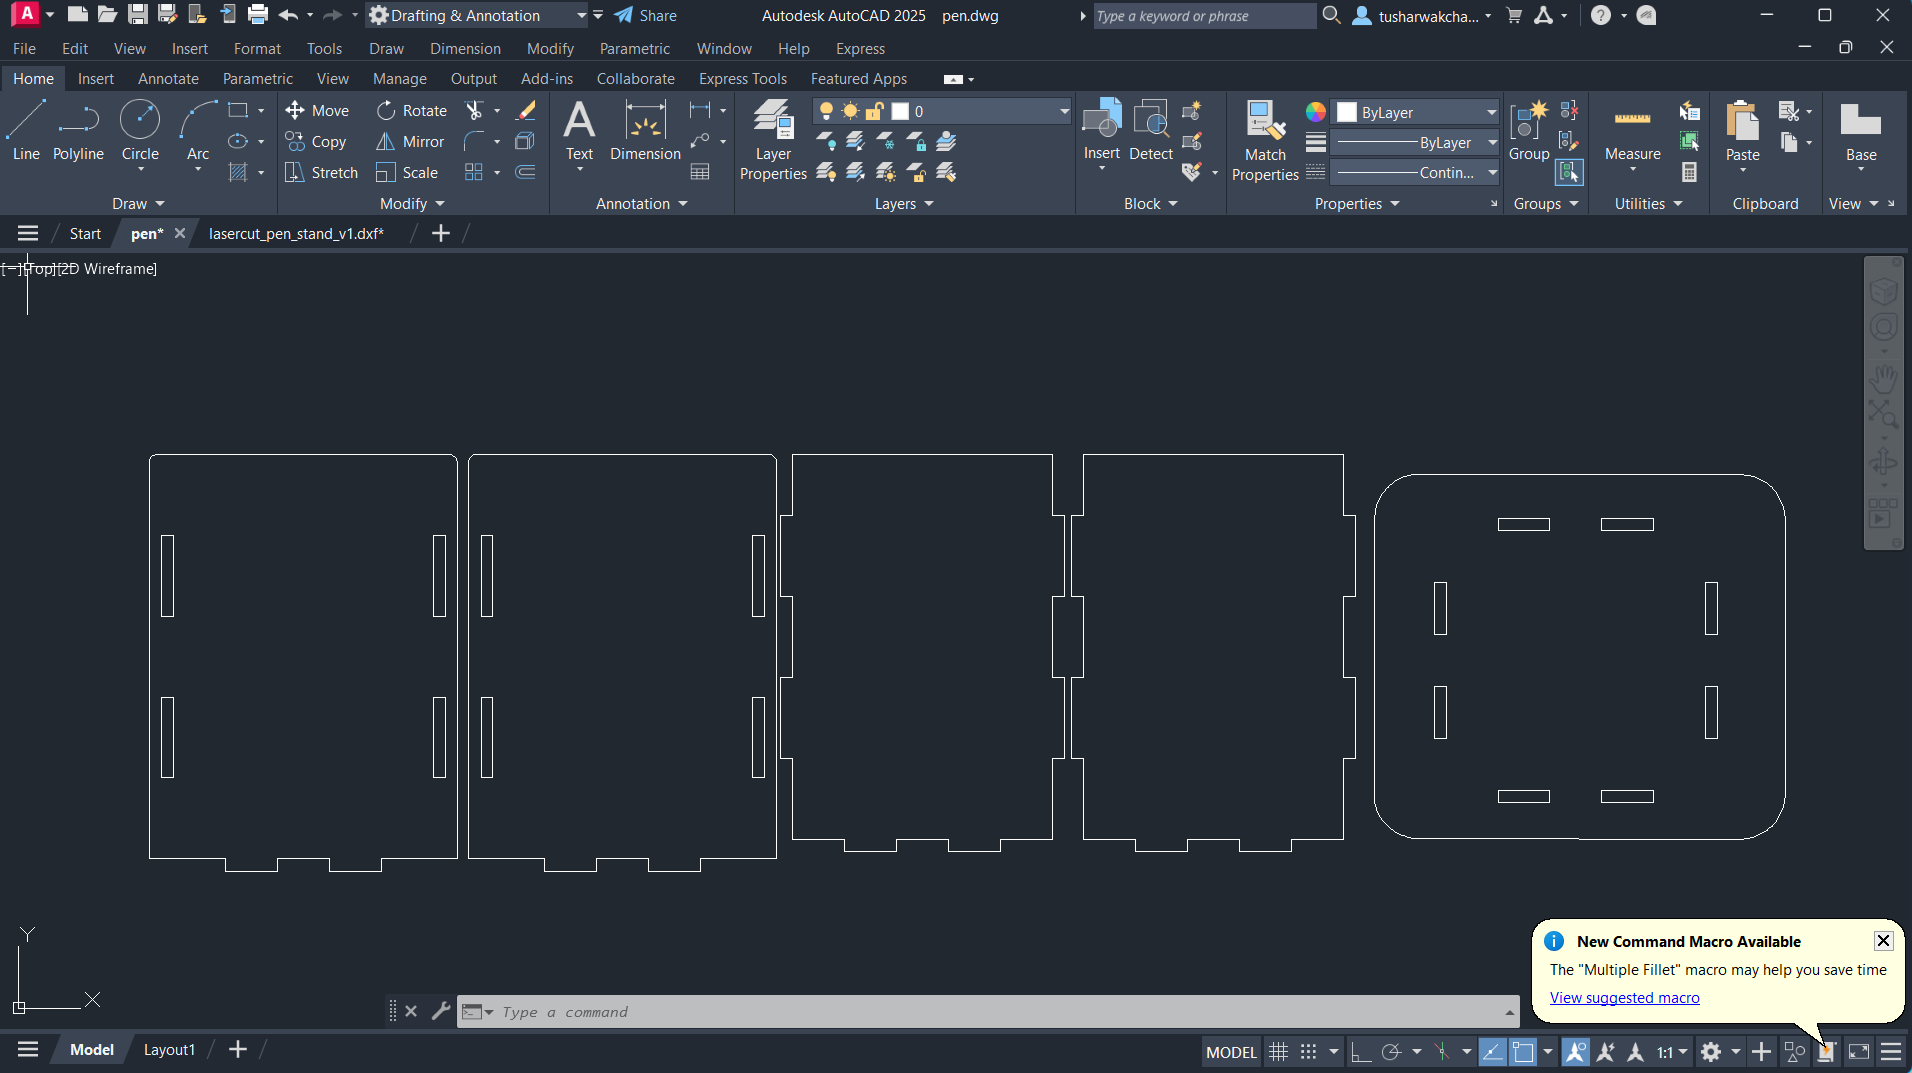 A Drafting & Annotation Share Autodesk AutoCAD 2025 pen.dwg Type a keyword or phrase tusharwakcha... ?
File Edit View Insert Format Tools Draw Dimension Modify Parametric Window Help Express
Home Insert Annotate Parametric View Manage Output Add-ins Collaborate Express Tools Featured Apps
Move Rotate 0 ByLayer
Copy Mirror ByLayer
Line Polyline Circle Arc Text Dimension Layer Insert Detect Match Group Measure Paste Base
Stretch Scale Properties Properties Contin...
Draw Modify Annotation Layers Block Properties Groups Utilities Clipboard View
Start pen* lasercut_pen_stand_v1.dxf*
[−][Top][2D Wireframe]
Y
X
New Command Macro Available
The "Multiple Fillet" macro may help you save time
View suggested macro
Type a command
Model Layout1 MODEL 1:1